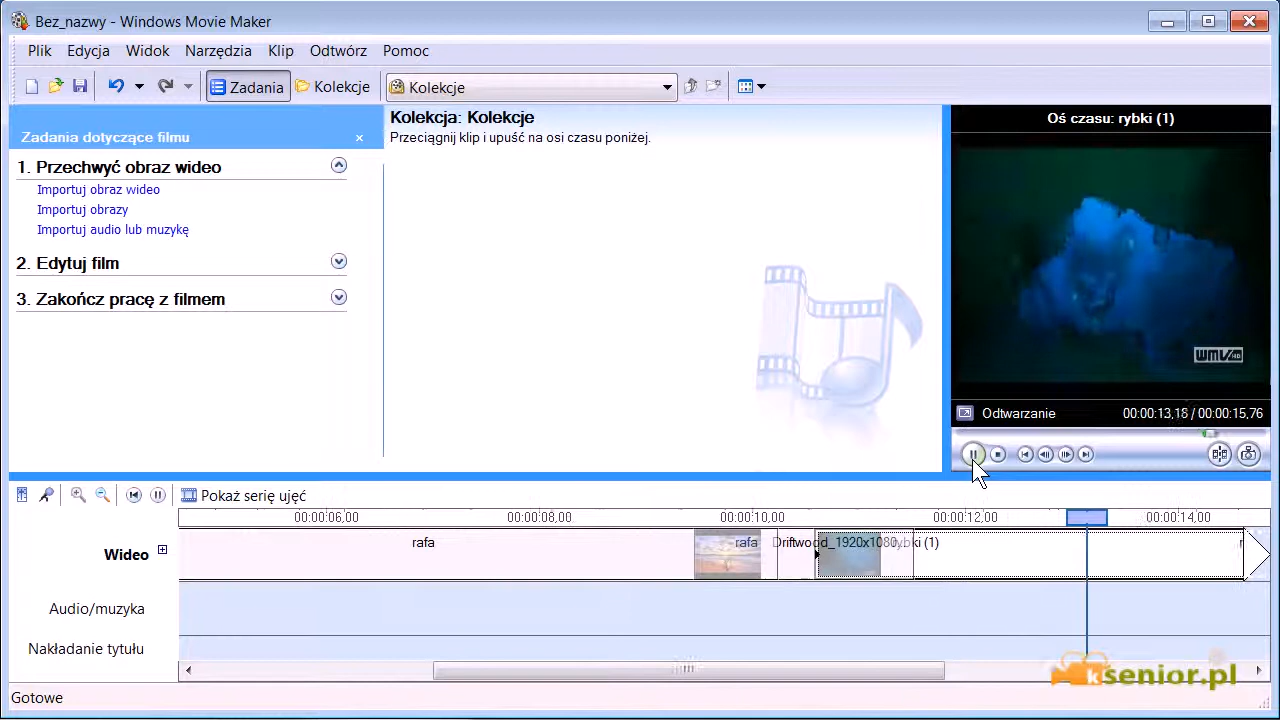 Bez_nazwy - Windows Movie Maker
Plik Edycja Widok Narzędzia Klip Odtwórz Pomoc
Zadania Kolekcje Kolekcje
Zadania dotyczące filmu
1. Przechwyć obraz wideo
Importuj obraz wideo
Importuj obrazy
Importuj audio lub muzykę
2. Edytuj film
3. Zakończ pracę z filmem
Kolekcja: Kolekcje
Przeciągnij klip i upuść na osi czasu poniżej.
Oś czasu: rybki (1)
WMV HD
Odtwarzanie 00:00:13,18 / 00:00:15,76
Pokaż serię ujęć
00:00:06,00 00:00:08,00 00:00:10,00 00:00:12,00 00:00:14,00
Wideo rafa rafa Driftwood_1920x1080 rybki (1)
Audio/muzyka
Nakładanie tytułu
ksenior.pl
Gotowe